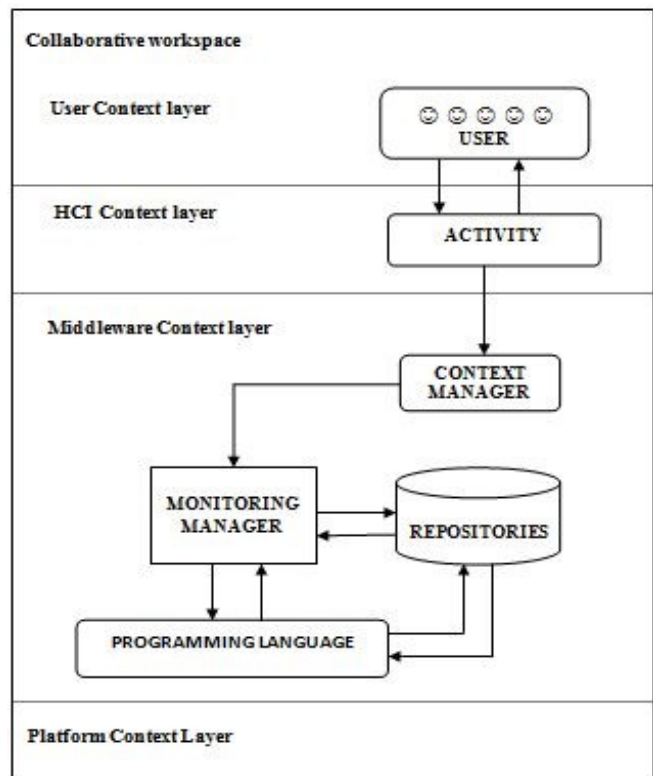 Collaborative workspace
User Context layer
USER
HCI Context layer
ACTIVITY
Middleware Context layer
CONTEXT
MANAGER
MONITORING
MANAGER
REPOSITORIES
PROGRAMMING LANGUAGE
Platform Context Layer